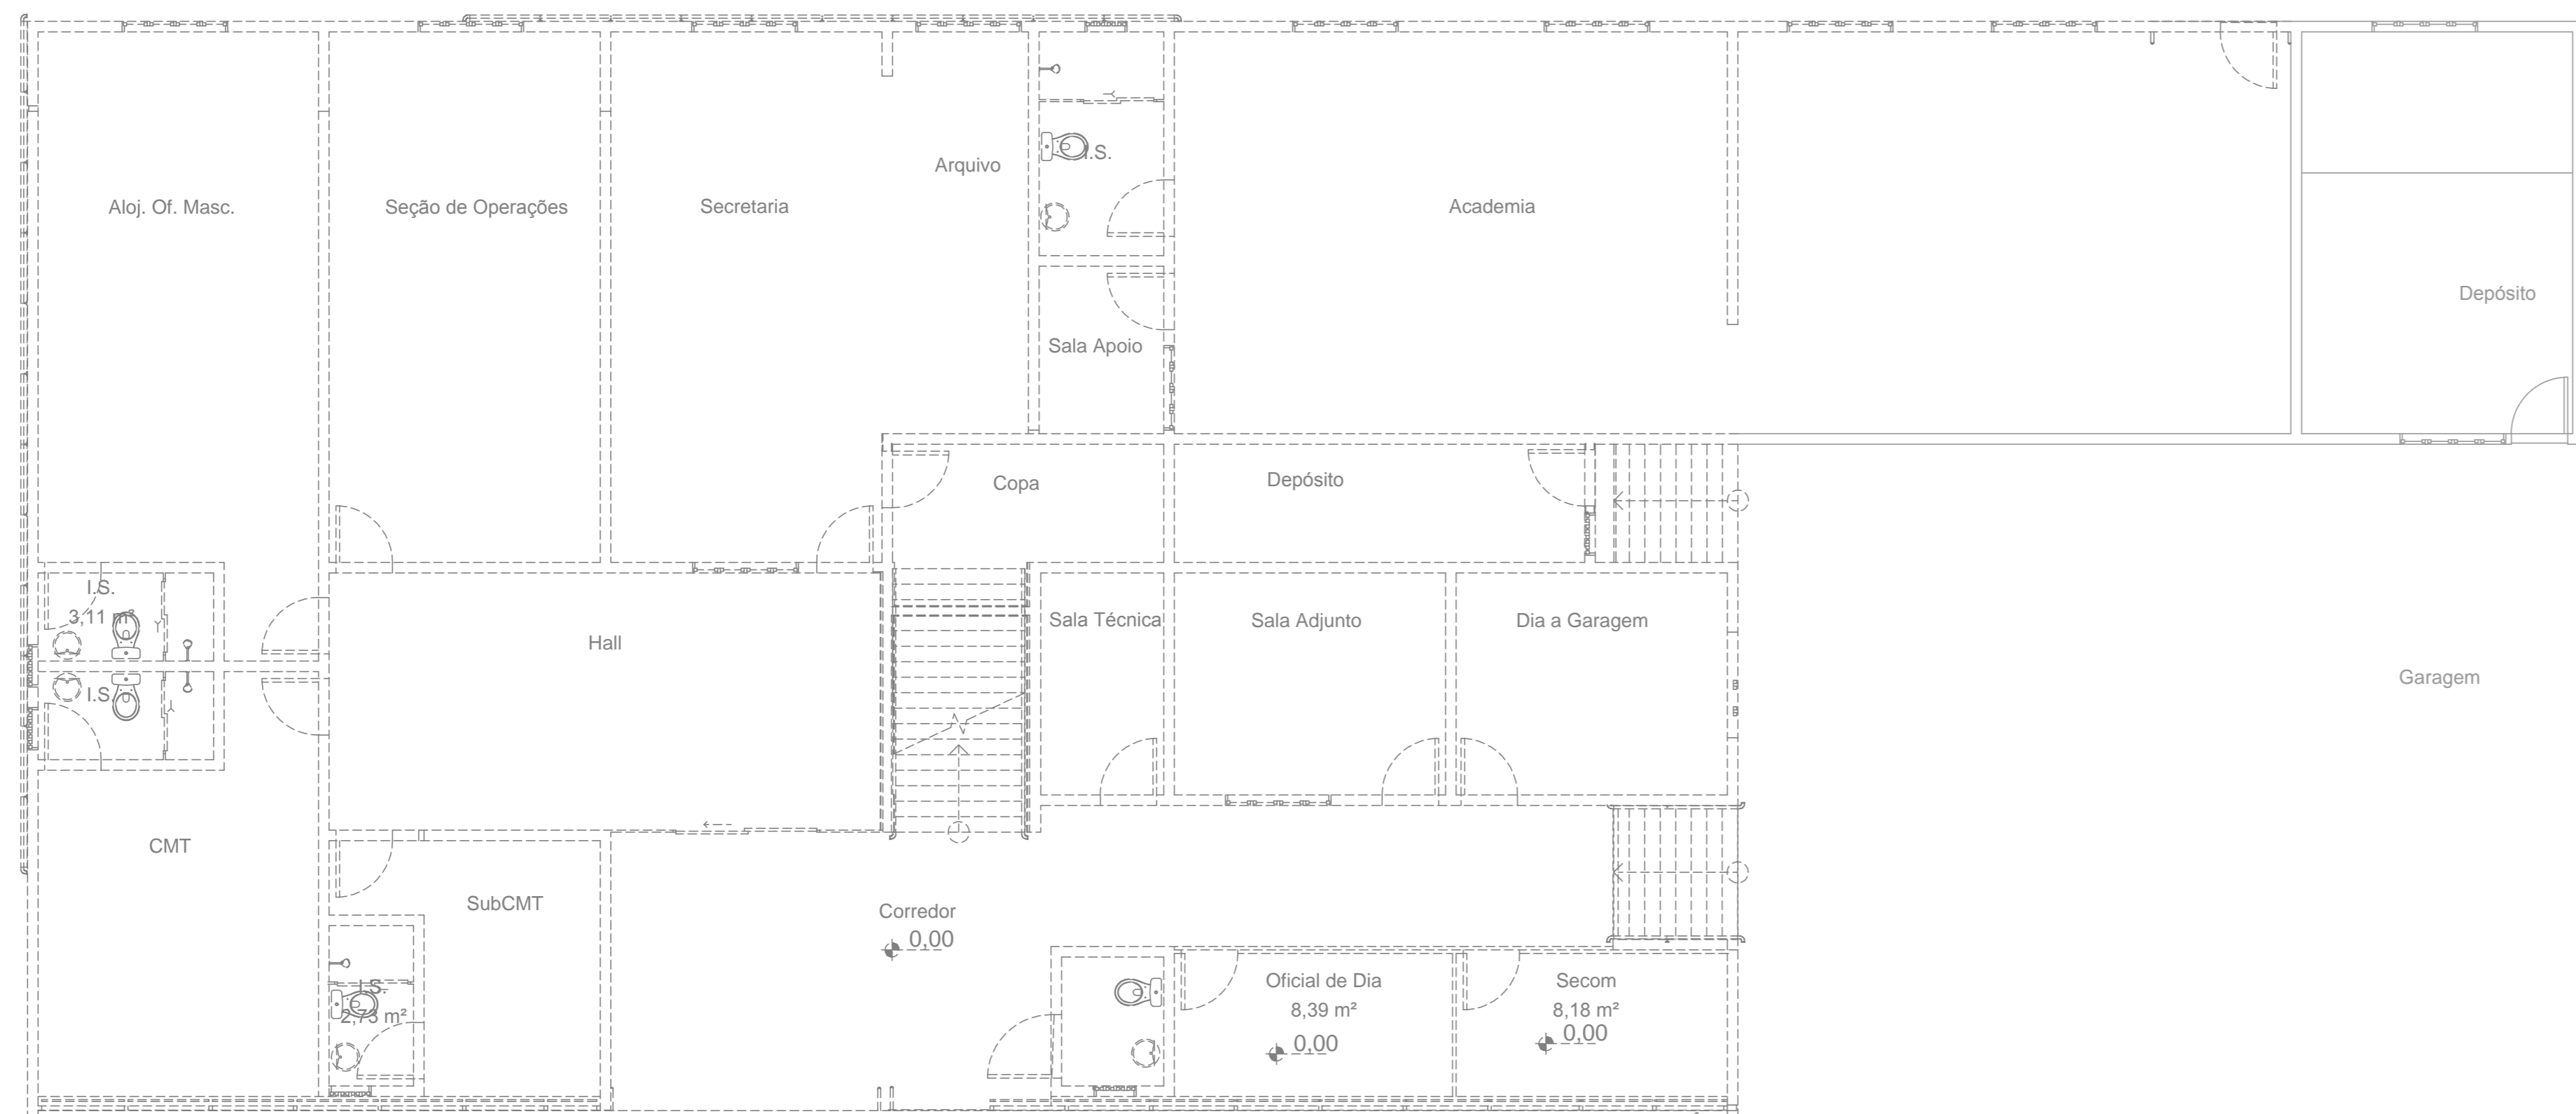 Arquivo
I.S.
Aloj. Of. Masc.
Seção de Operações
Secretaria
Academia
Depósito
Sala Apoio
Copa
Depósito
I.S.
3,11 m²
Hall
Sala Técnica
Sala Adjunto
Dia a Garagem
Garagem
I.S.
CMT
SubCMT
Corredor
0,00
I.S.
2,73 m²
Oficial de Dia
8,39 m²
0,00
Secom
8,18 m²
0,00